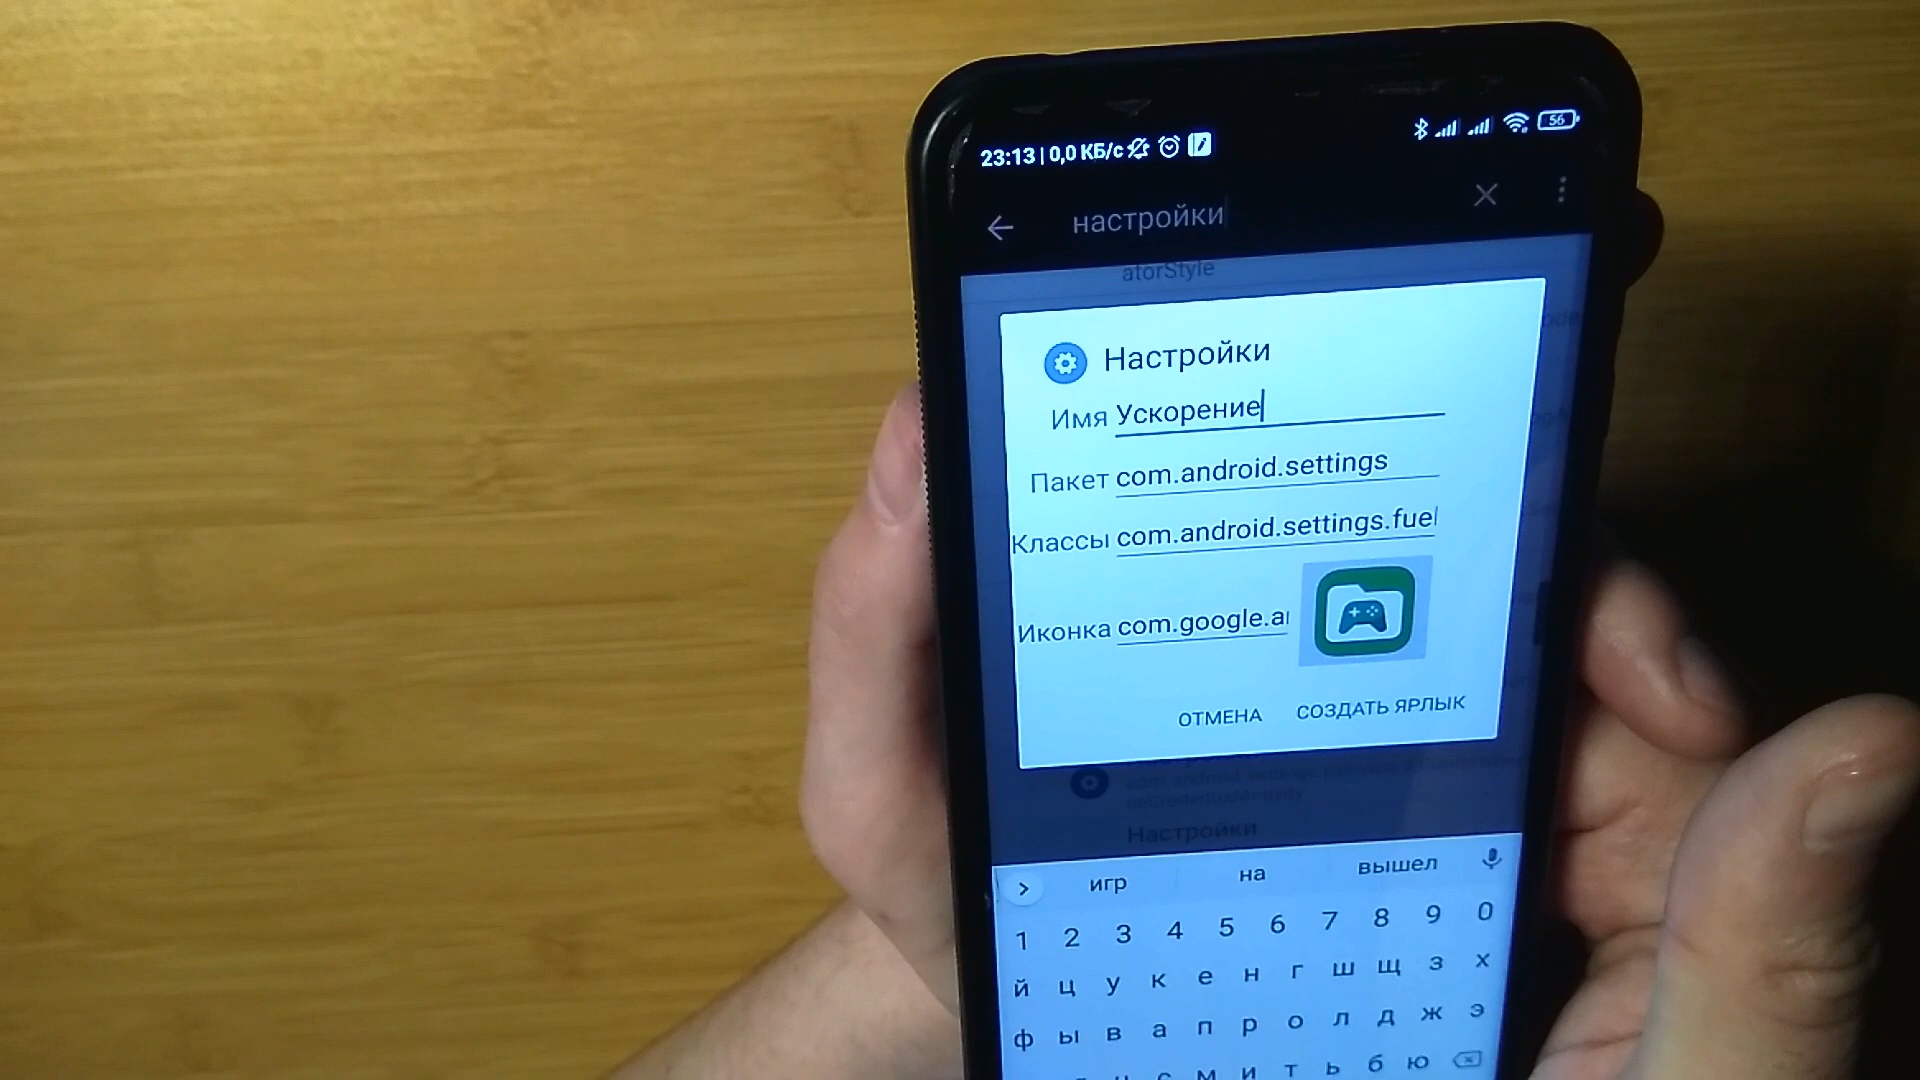 23:13 | 0,0 КБ/с
56
настройки
atorStyle
Настройки
Имя Ускорение
Пакет com.android.settings
Классы com.android.settings.fuel
Иконка com.google.a
ОТМЕНА СОЗДАТЬ ЯРЛЫК
Настройки
игр на вышел
1 2 3 4 5 6 7 8 9 0
й ц у к е н г ш щ з х
ф ы в а п р о л д ж э
с м и т ь б ю